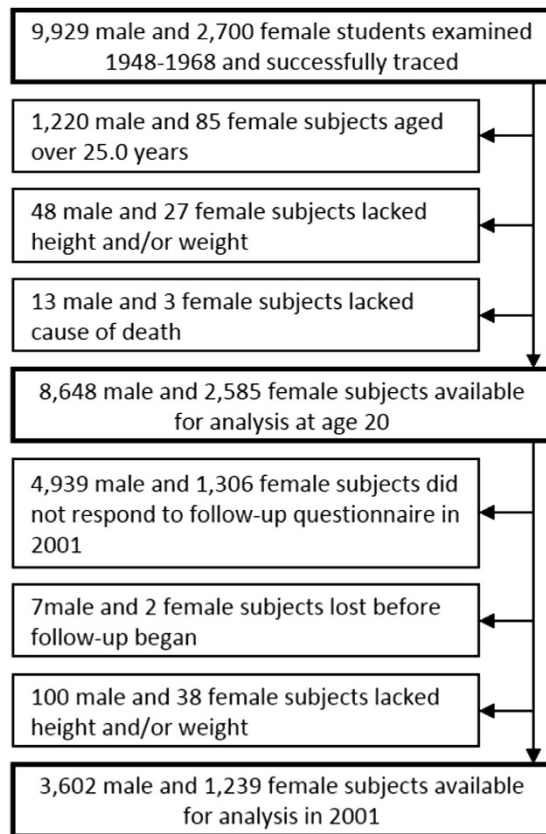 9,929 male and 2,700 female students examined
1948-1968 and successfully traced
1,220 male and 85 female subjects aged
over 25.0 years
48 male and 27 female subjects lacked
height and/or weight
13 male and 3 female subjects lacked
cause of death
8,648 male and 2,585 female subjects available
for analysis at age 20
4,939 male and 1,306 female subjects did
not respond to follow-up questionnaire in
2001
7male and 2 female subjects lost before
follow-up began
100 male and 38 female subjects lacked
height and/or weight
3,602 male and 1,239 female subjects available
for analysis in 2001